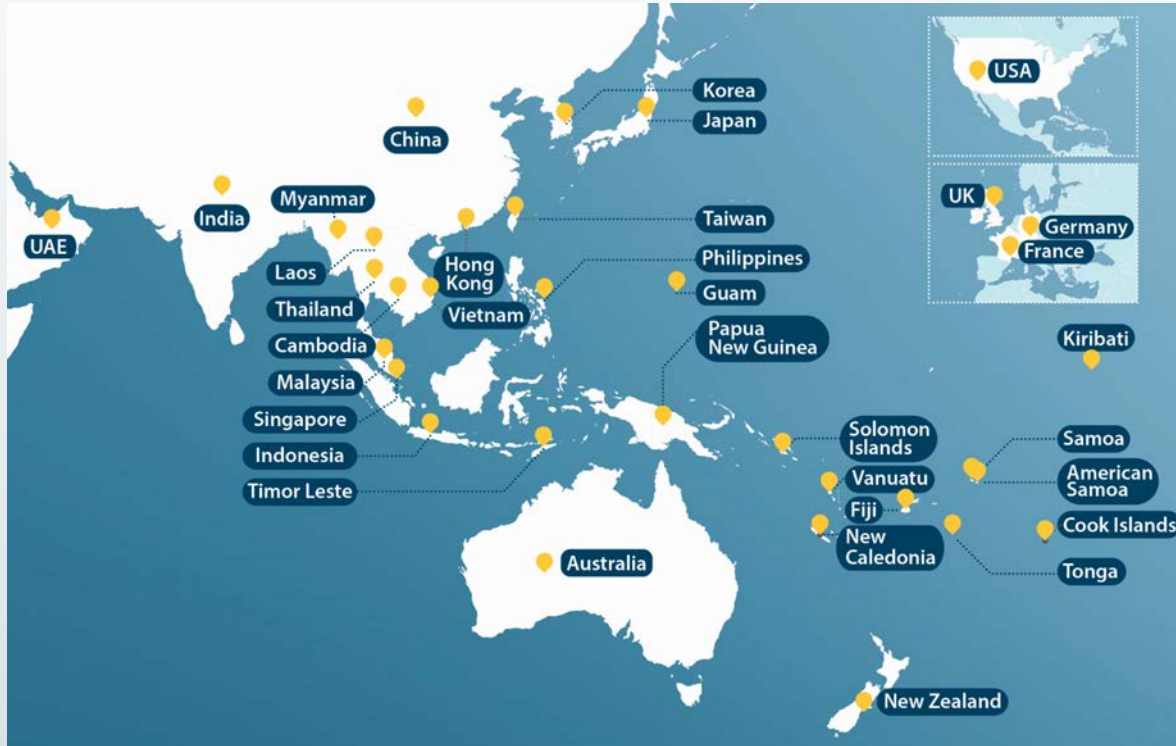 USA
Korea
Japan
China
UK
Germany
France
Myanmar
India
UAE
Taiwan
Laos
Hong
Kong
Philippines
Thailand
Vietnam
Guam
Cambodia
Papua
New Guinea
Kiribati
Malaysia
Singapore
Indonesia
Timor Leste
Solomon
Islands
Samoa
Vanuatu
American
Samoa
Fiji
Cook Islands
New
Caledonia
Tonga
Australia
New Zealand